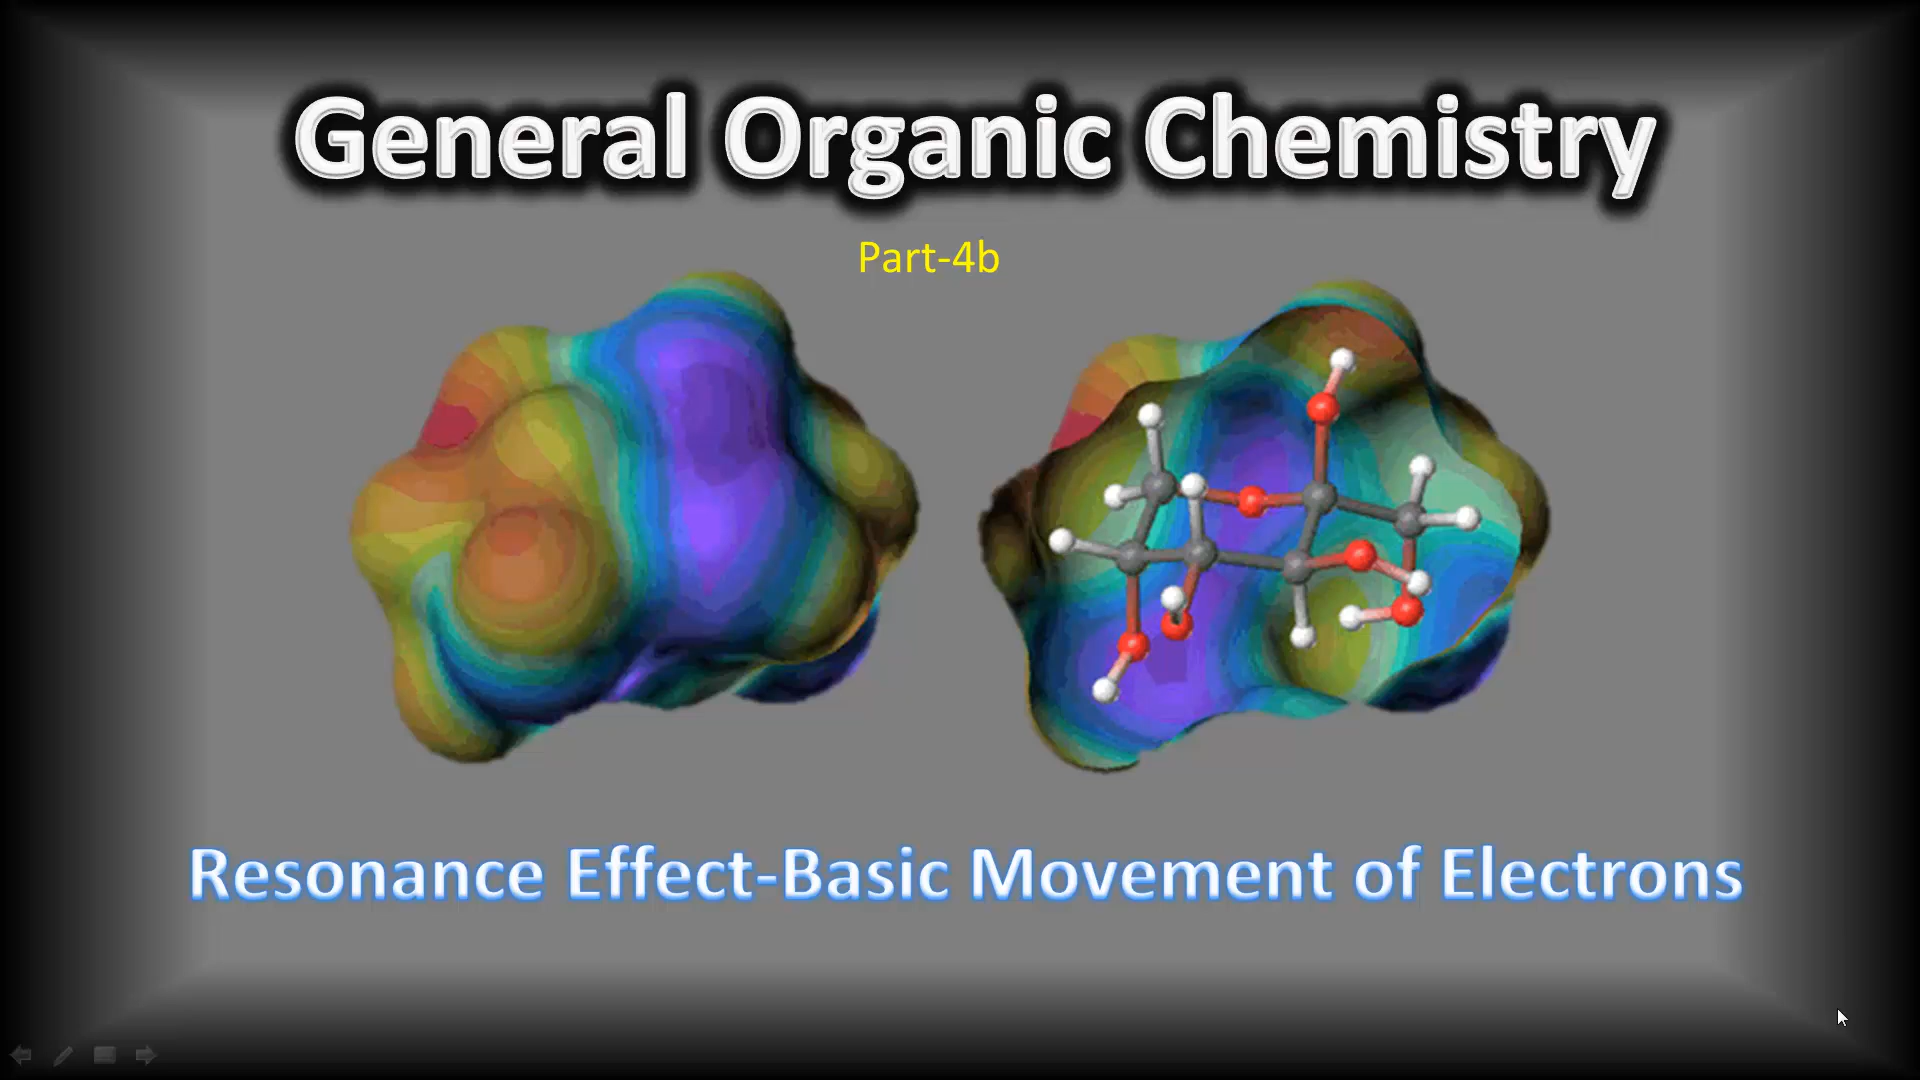 General Organic Chemistry
Part-4b
Resonance Effect-Basic Movement of Electrons